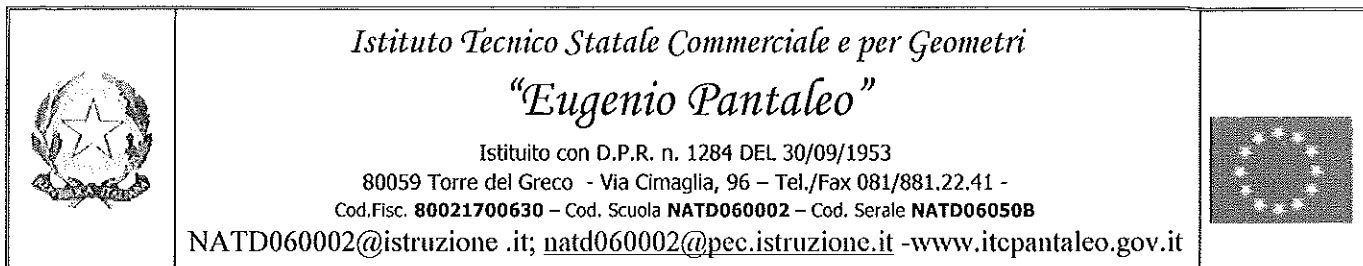 Istituto Tecnico Statale Commerciale e per Geometri
"Eugenio Pantaleo"
Istituito con D.P.R. n. 1284 DEL 30/09/1953
80059 Torre del Greco - Via Cimaglia, 96 – Tel./Fax 081/881.22.41 -
Cod.Fisc. 80021700630 – Cod. Scuola NATD060002 – Cod. Serale NATD06050B
NATD060002@istruzione .it; natd060002@pec.istruzione.it -www.itcpantaleo.gov.it